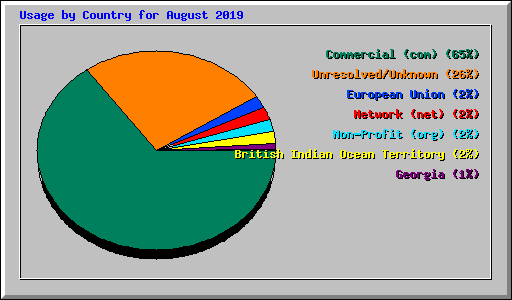 Usage by Country for August 2019
Commercial (com) (65%)
Unresolved/Unknown (26%)
European Union (2%)
Network (net) (2%)
Non-Profit (org) (2%)
British Indian Ocean Territory (2%)
Georgia (1%)